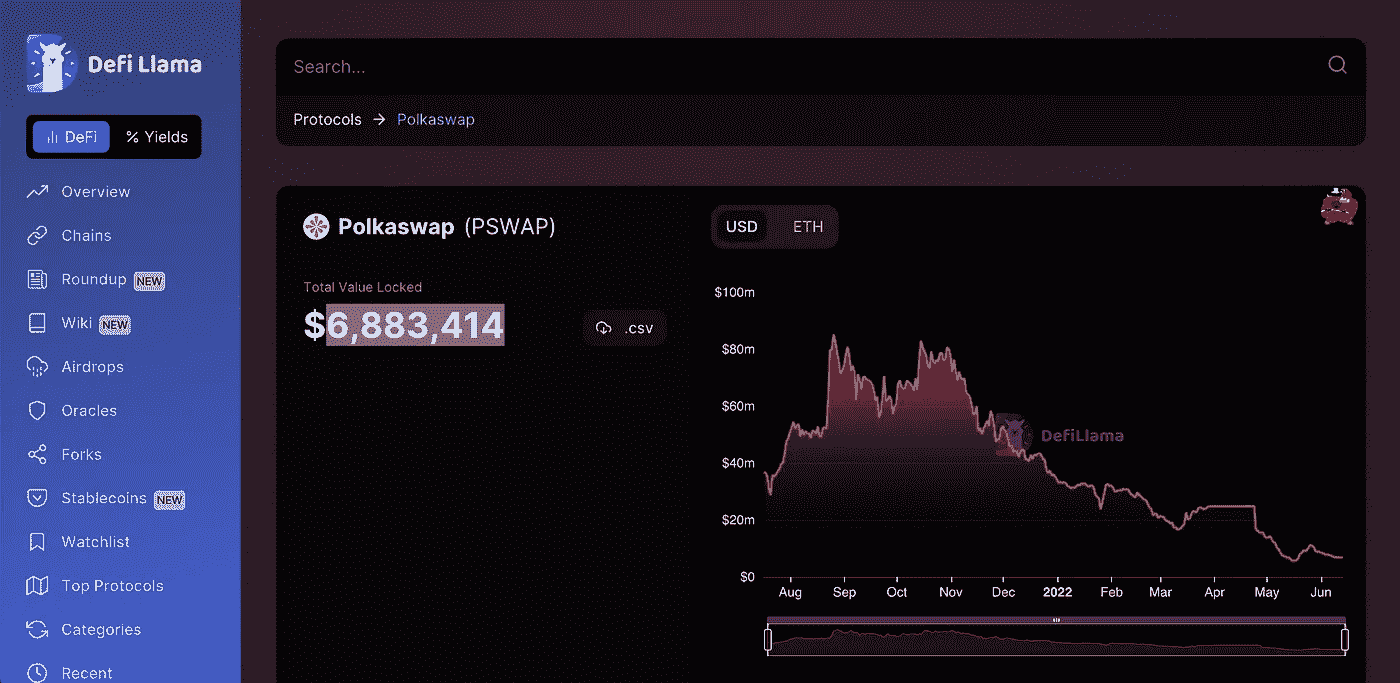 Defi Llama
DeFi
% Yields
Overview
Chains
Roundup NEW
Wiki NEW
Airdrops
Oracles
Forks
Stablecoins NEW
Watchlist
Top Protocols
Categories
Recent
Search...
Protocols → Polkaswap
Polkaswap (PSWAP)
Total Value Locked
$6,883,414
.csv
USD
ETH
$100m
$80m
$60m
$40m
$20m
$0
DefiLlama
Aug Sep Oct Nov Dec 2022 Feb Mar Apr May Jun